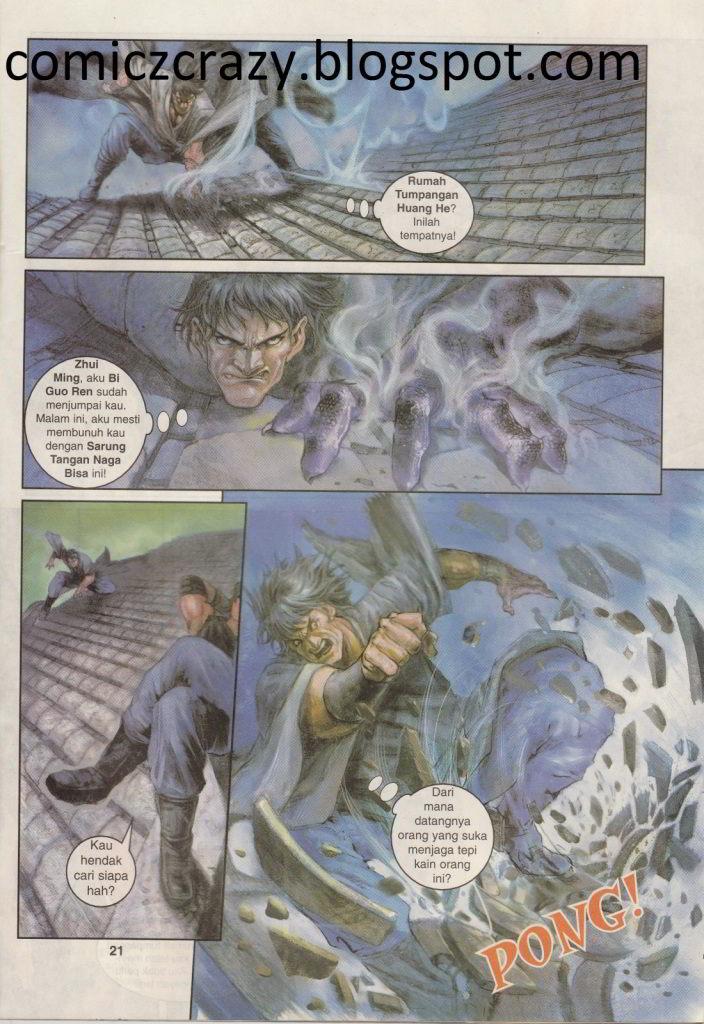 comiczcrazy.blogspot.com
Rumah
Tumpangan
Huang He?
Inilah
tempatnya!
Zhui
Ming, aku Bi
Guo Ren sudah
menjumpai kau.
Malam ini, aku mesti
membunuh kau
dengan Sarung
Tangan Naga
Bisa ini!
Kau
hendak
cari siapa
hah?
Dari
mana
datangnya
orang yang suka
menjaga tepi
kain orang
ini?
PONG!
21